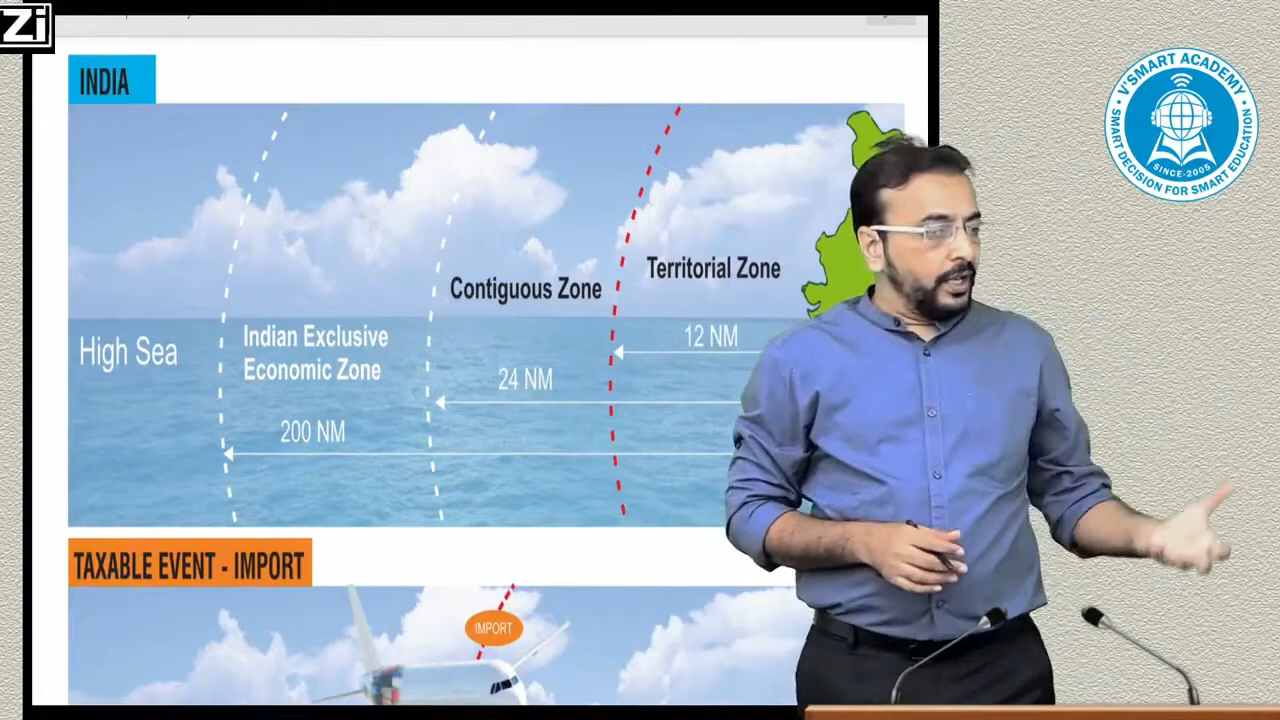 Zi
INDIA
Territorial Zone
Contiguous Zone
12 NM
Indian Exclusive
Economic Zone
High Sea
24 NM
200 NM
TAXABLE EVENT - IMPORT
IMPORT
V'SMART ACADEMY
SINCE-2005
SMART DECISION FOR SMART EDUCATION